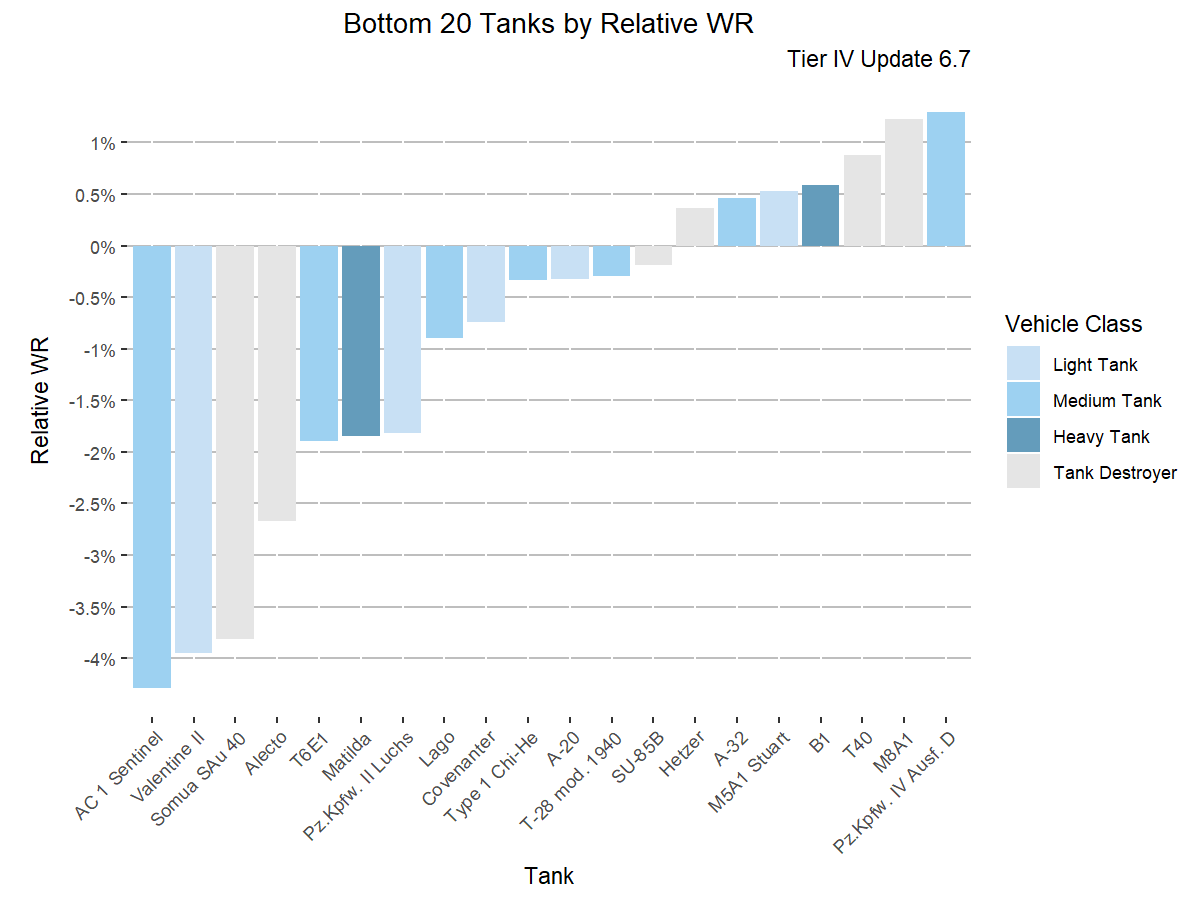 Bottom 20 Tanks by Relative WR
Tier IV Update 6.7
1%
0.5%
0%
-0.5%
-1%
-1.5%
-2%
-2.5%
-3%
-3.5%
-4%
Relative WR
AC 1 Sentinel
Valentine II
Somua SAu 40
Alecto
T6E1
Matilda
Pz.Kpfw. II Luchs
Lago
Covenanter
Type 1 Chi-He
A-20
T-28 mod. 1940
SU-85B
Hetzer
A-32
M5A1 Stuart
B1
T40
M8A1
Pz.Kpfw. IV Ausf. D
Tank
Vehicle Class
Light Tank
Medium Tank
Heavy Tank
Tank Destroyer